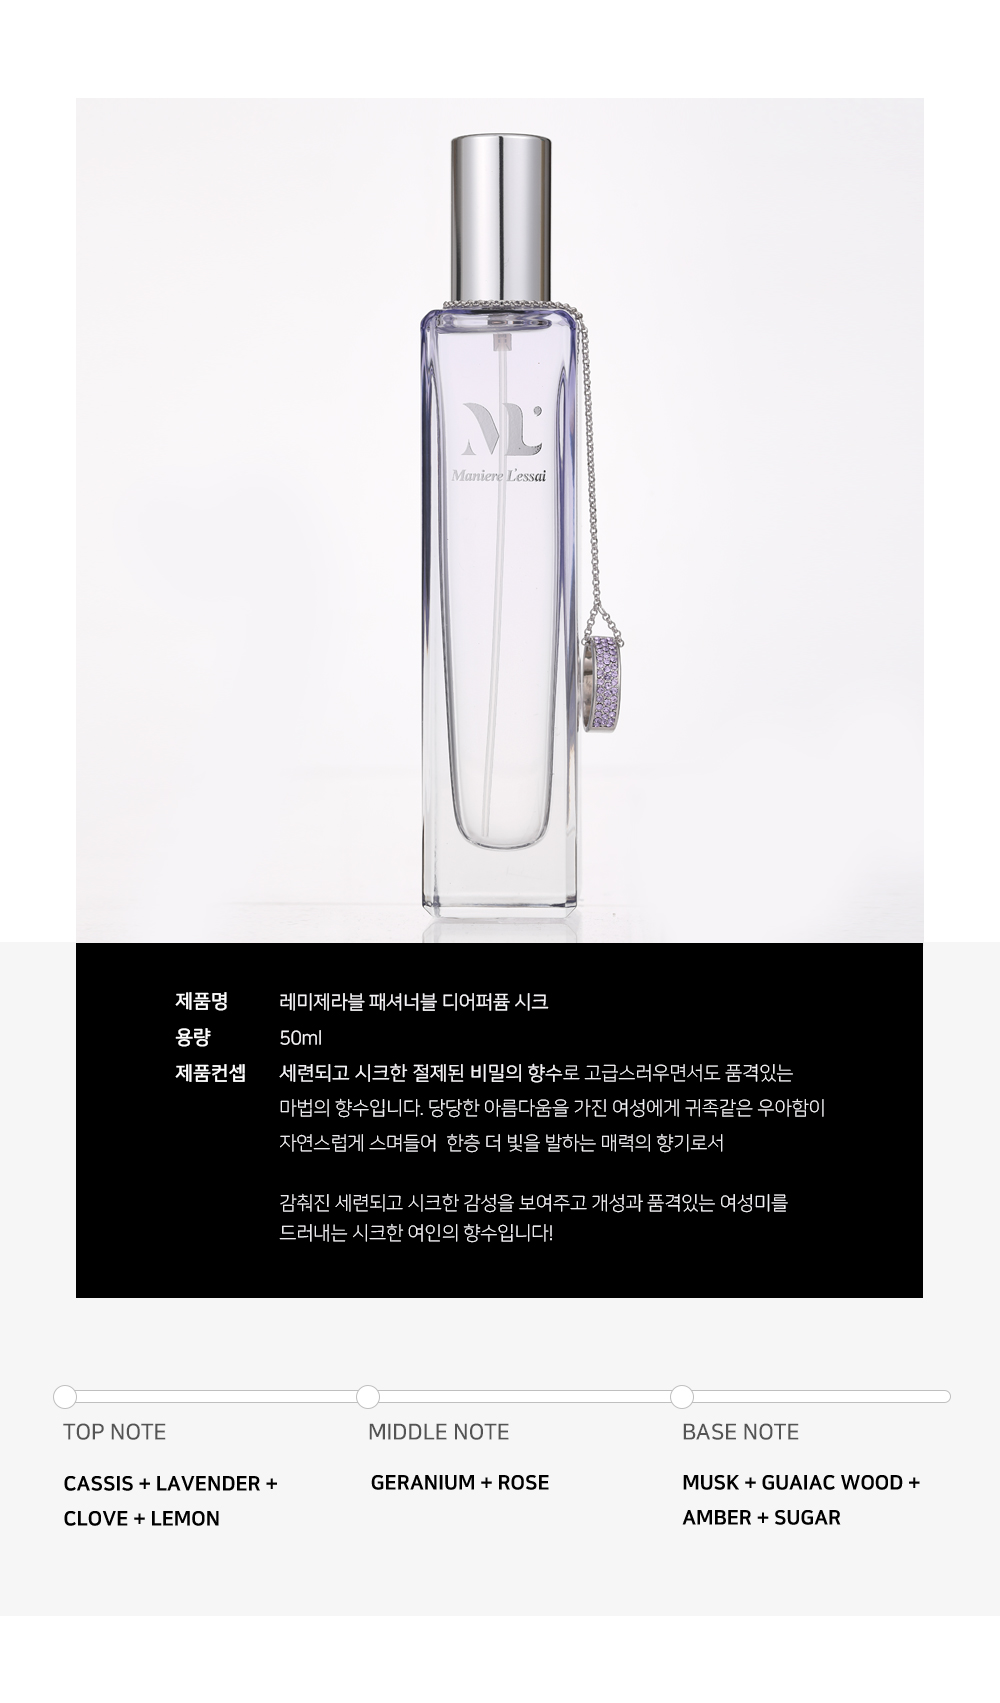 ML
Maniere L'essai
제품명 레미제라블 패셔너블 디어퍼퓸 시크
용량 50ml
제품컨셉 세련되고 시크한 절제된 비밀의 향수로 고급스러우면서도 품격있는
마법의 향수입니다. 당당한 아름다움을 가진 여성에게 귀족같은 우아함이
자연스럽게 스며들어 한층 더 빛을 발하는 매력의 향기로서
감춰진 세련되고 시크한 감성을 보여주고 개성과 품격있는 여성미를
드러내는 시크한 여인의 향수입니다!
TOP NOTE
CASSIS + LAVENDER +
CLOVE + LEMON
MIDDLE NOTE
GERANIUM + ROSE
BASE NOTE
MUSK + GUAIAC WOOD +
AMBER + SUGAR